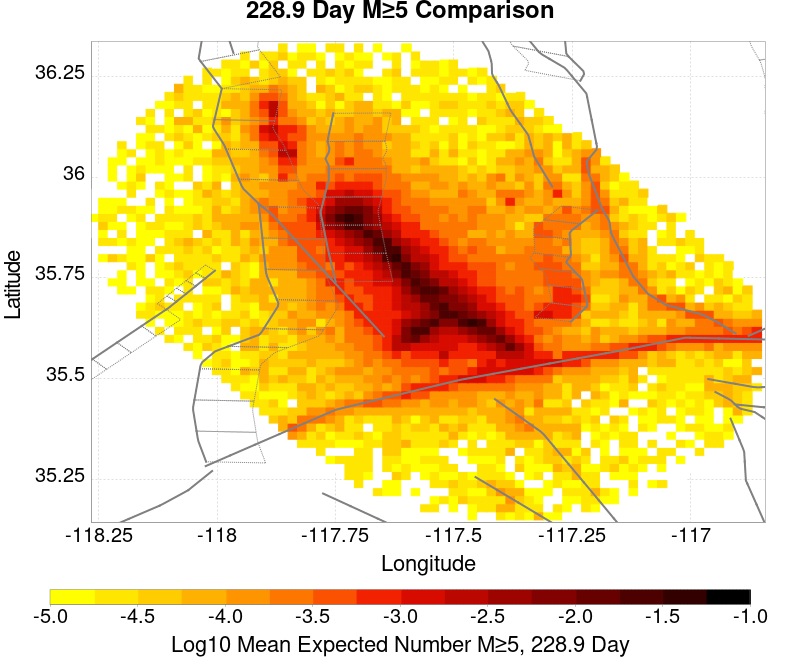 228.9 Day M≥5 Comparison
36.25
36
35.75
35.5
35.25
Latitude
-118.25 -118 -117.75 -117.5 -117.25 -117
Longitude
-5.0 -4.5 -4.0 -3.5 -3.0 -2.5 -2.0 -1.5 -1.0
Log10 Mean Expected Number M≥5, 228.9 Day